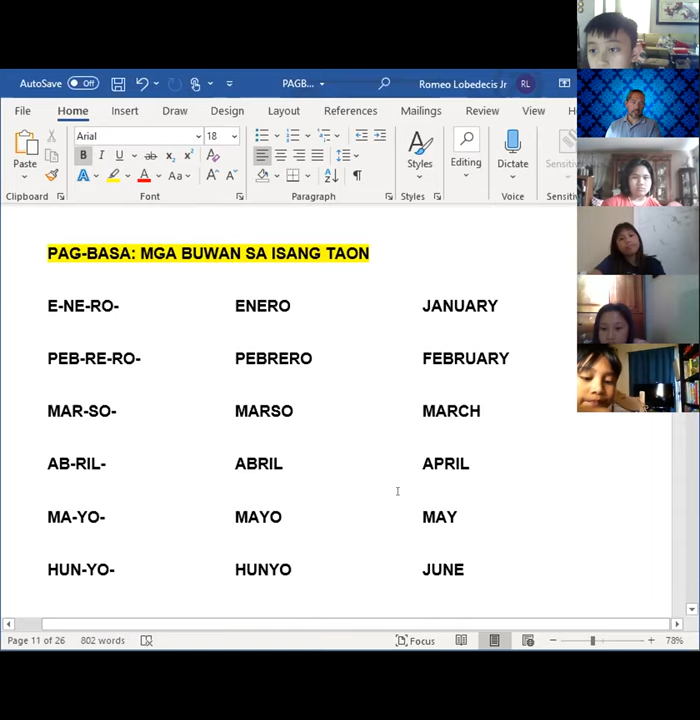 AutoSave Off PAGB... Romeo Lobedecis Jr RL
File Home Insert Draw Design Layout References Mailings Review View H
Arial 18
Paste Styles Editing Dictate Sensitiv
Clipboard Font Paragraph Styles Voice Sensitiv
PAG-BASA: MGA BUWAN SA ISANG TAON
E-NE-RO- ENERO JANUARY
PEB-RE-RO- PEBRERO FEBRUARY
MAR-SO- MARSO MARCH
AB-RIL- ABRIL APRIL
MA-YO- MAYO MAY
HUN-YO- HUNYO JUNE
Page 11 of 26 802 words Focus 78%